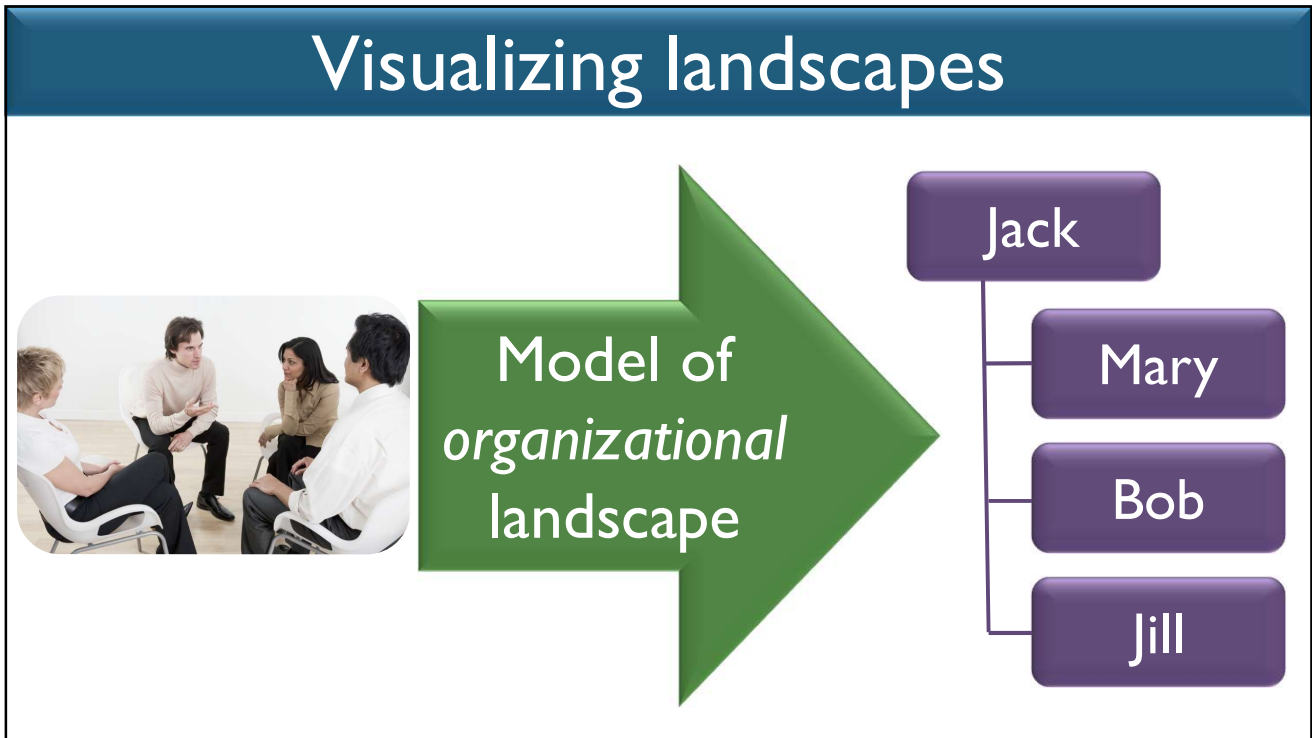 Visualizing landscapes
Model of
organizational
landscape
Jack
Mary
Bob
Jill